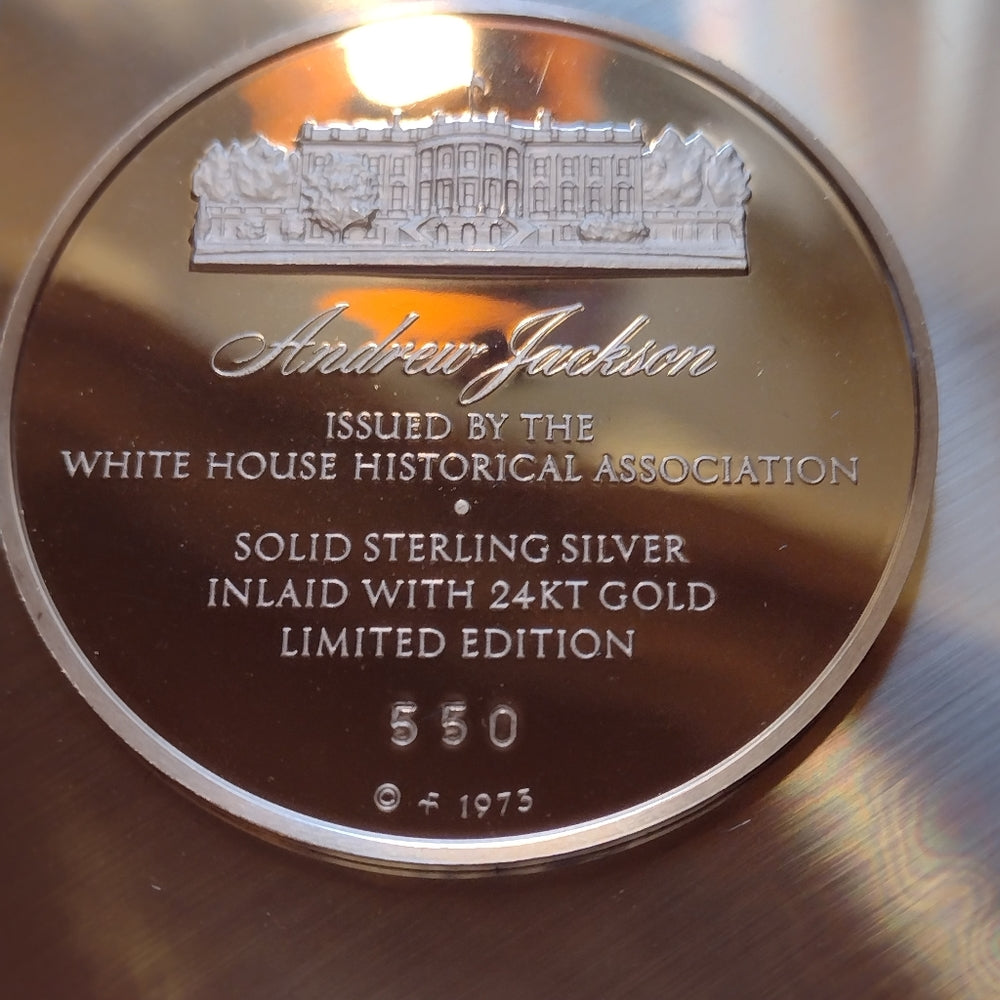 Andrew Jackson
ISSUED BY THE
WHITE HOUSE HISTORICAL ASSOCIATION
•
SOLID STERLING SILVER
INLAID WITH 24KT GOLD
LIMITED EDITION
550
© f 1973